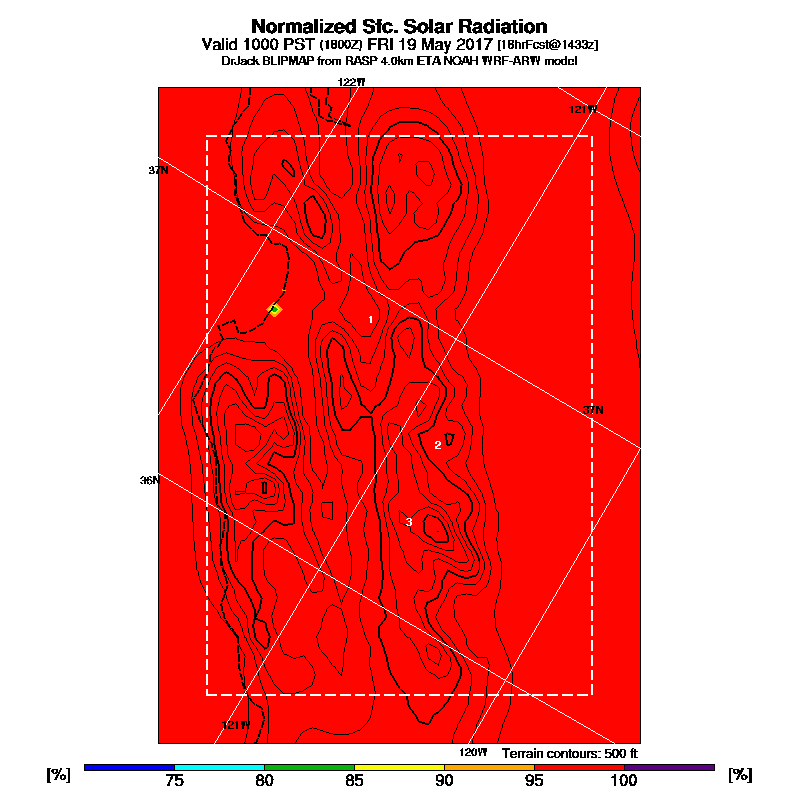 Normalized Sfc. Solar Radiation
Valid 1000 PST (1800Z) FRI 19 May 2017 [18hrFcst@1433z]
DrJack BLIPMAP from RASP 4.0km ETA NOAH WRF-ARW model
122W
121W
37N
1
37N
2
36N
3
121W
120W Terrain contours: 500 ft
[%] 75 80 85 90 95 100 [%]